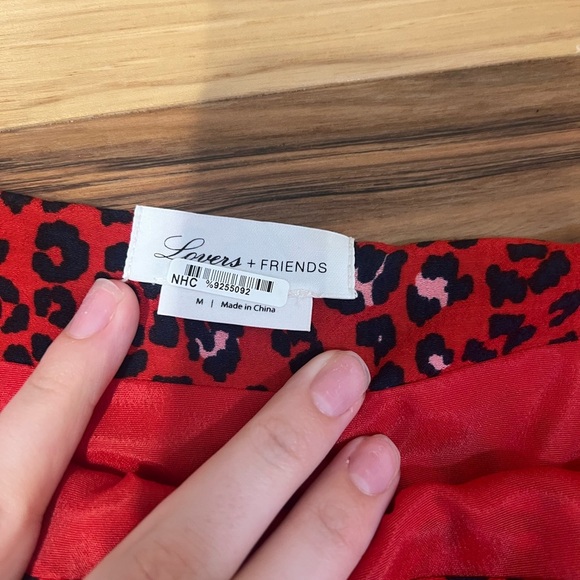 Lovers + FRIENDS
NHC %9255092
M | Made in China